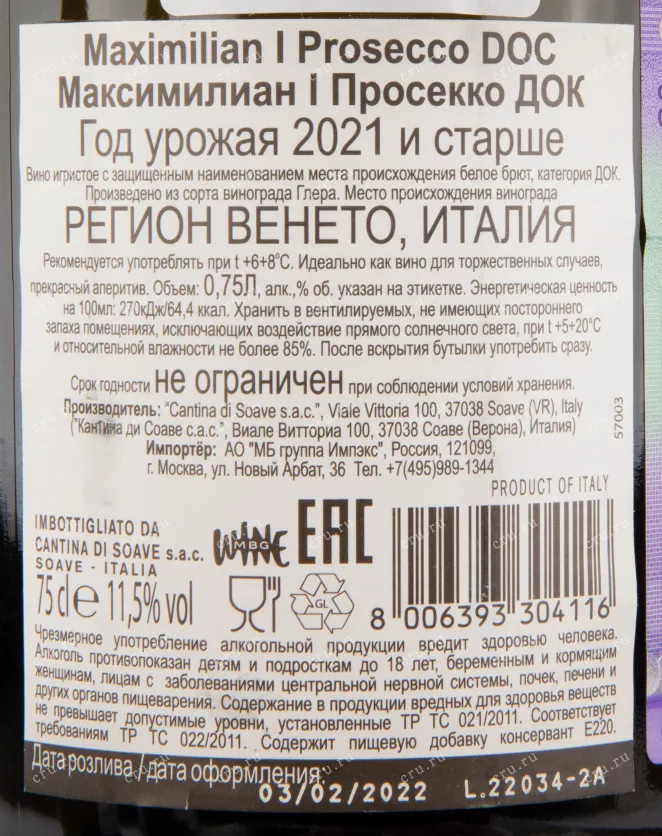 Maximilian I Prosecco DOC
Максимилиан I Просекко ДОК
Год урожая 2021 и старше
Вино игристое с защищенным наименованием места происхождения белое брют, категория ДОК.
Произведено из сорта винограда Глера. Место происхождения винограда
РЕГИОН ВЕНЕТО, ИТАЛИЯ
Рекомендуется употреблять при t +6+8°С. Идеально как вино для торжественных случаев,
прекрасный аперитив. Объем: 0,75Л, алк.,% об. указан на этикетке. Энергетическая ценность
на 100мл: 270кДж/64,4 ккал. Хранить в вентилируемых, не имеющих постороннего
запаха помещениях, исключающих воздействие прямого солнечного света, при t +5+20°С
и относительной влажности не более 85%. После вскрытия бутылки употребить сразу.
Срок годности не ограничен при соблюдении условий хранения.
Производитель: "Cantina di Soave s.a.c.", Viale Vittoria 100, 37038 Soave (VR), Italy
("Кантина ди Соаве с.а.с.", Виале Витториа 100, 37038 Соаве (Верона), Италия)
Импортёр: АО "МБ группа Импэкс", Россия, 121099,
г. Москва, ул. Новый Арбат, 36 Тел. +7(495)989-1344
57003
PRODUCT OF ITALY
IMBOTTIGLIATO DA
CANTINA DI SOAVE s.a.c.
SOAVE - ITALIA
75 cl e 11,5% vol
WINE
MBG
EAC
GL
8 006393 304116
Чрезмерное употребление алкогольной продукции вредит здоровью человека.
Алкоголь противопоказан детям и подросткам до 18 лет, беременным и кормящим
женщинам, лицам с заболеваниями центральной нервной системы, почек, печени и
других органов пищеварения. Содержание в продукции вредных для здоровья веществ
не превышает допустимые уровни, установленные ТР ТС 021/2011. Соответствует
требованиям ТР ТС 022/2011. Содержит пищевую добавку консервант Е220.
Дата розлива / дата оформления:
03/02/2022 L.22034-2A